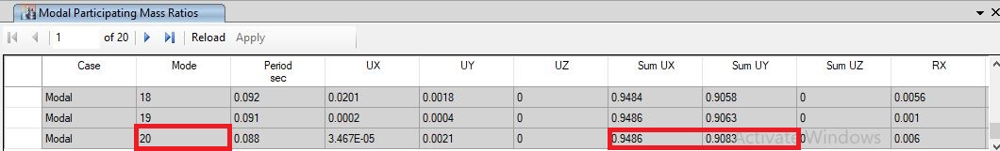 Modal Participating Mass Ratios
1 of 20 Reload Apply
Case Mode Period sec UX UY UZ Sum UX Sum UY Sum UZ RX
Modal 18 0.092 0.0201 0.0018 0 0.9484 0.9058 0 0.0056
Modal 19 0.091 0.0002 0.0004 0 0.9486 0.9063 0 0.001
Modal 20 0.088 3.467E-05 0.0021 0 0.9486 0.9083 0 0.006
Activate Windows